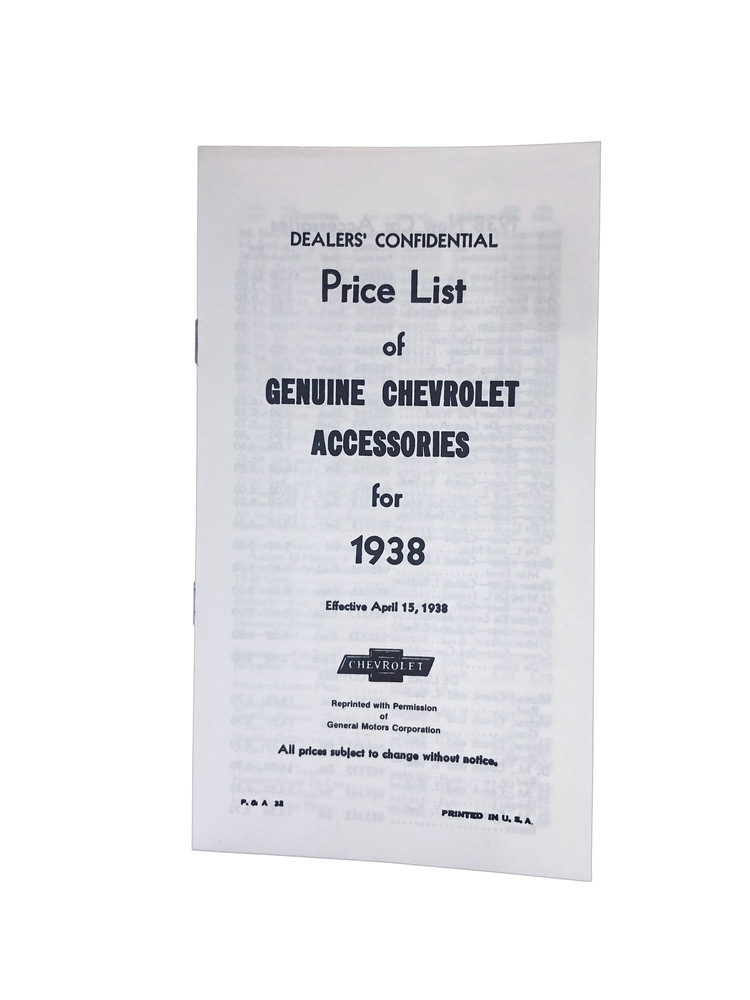 DEALERS' CONFIDENTIAL
Price List
of
GENUINE CHEVROLET
ACCESSORIES
for
1938
Effective April 15, 1938
CHEVROLET
Reprinted with Permission
of
General Motors Corporation
All prices subject to change without notice.
P. & A 38
PRINTED IN U. S. A.